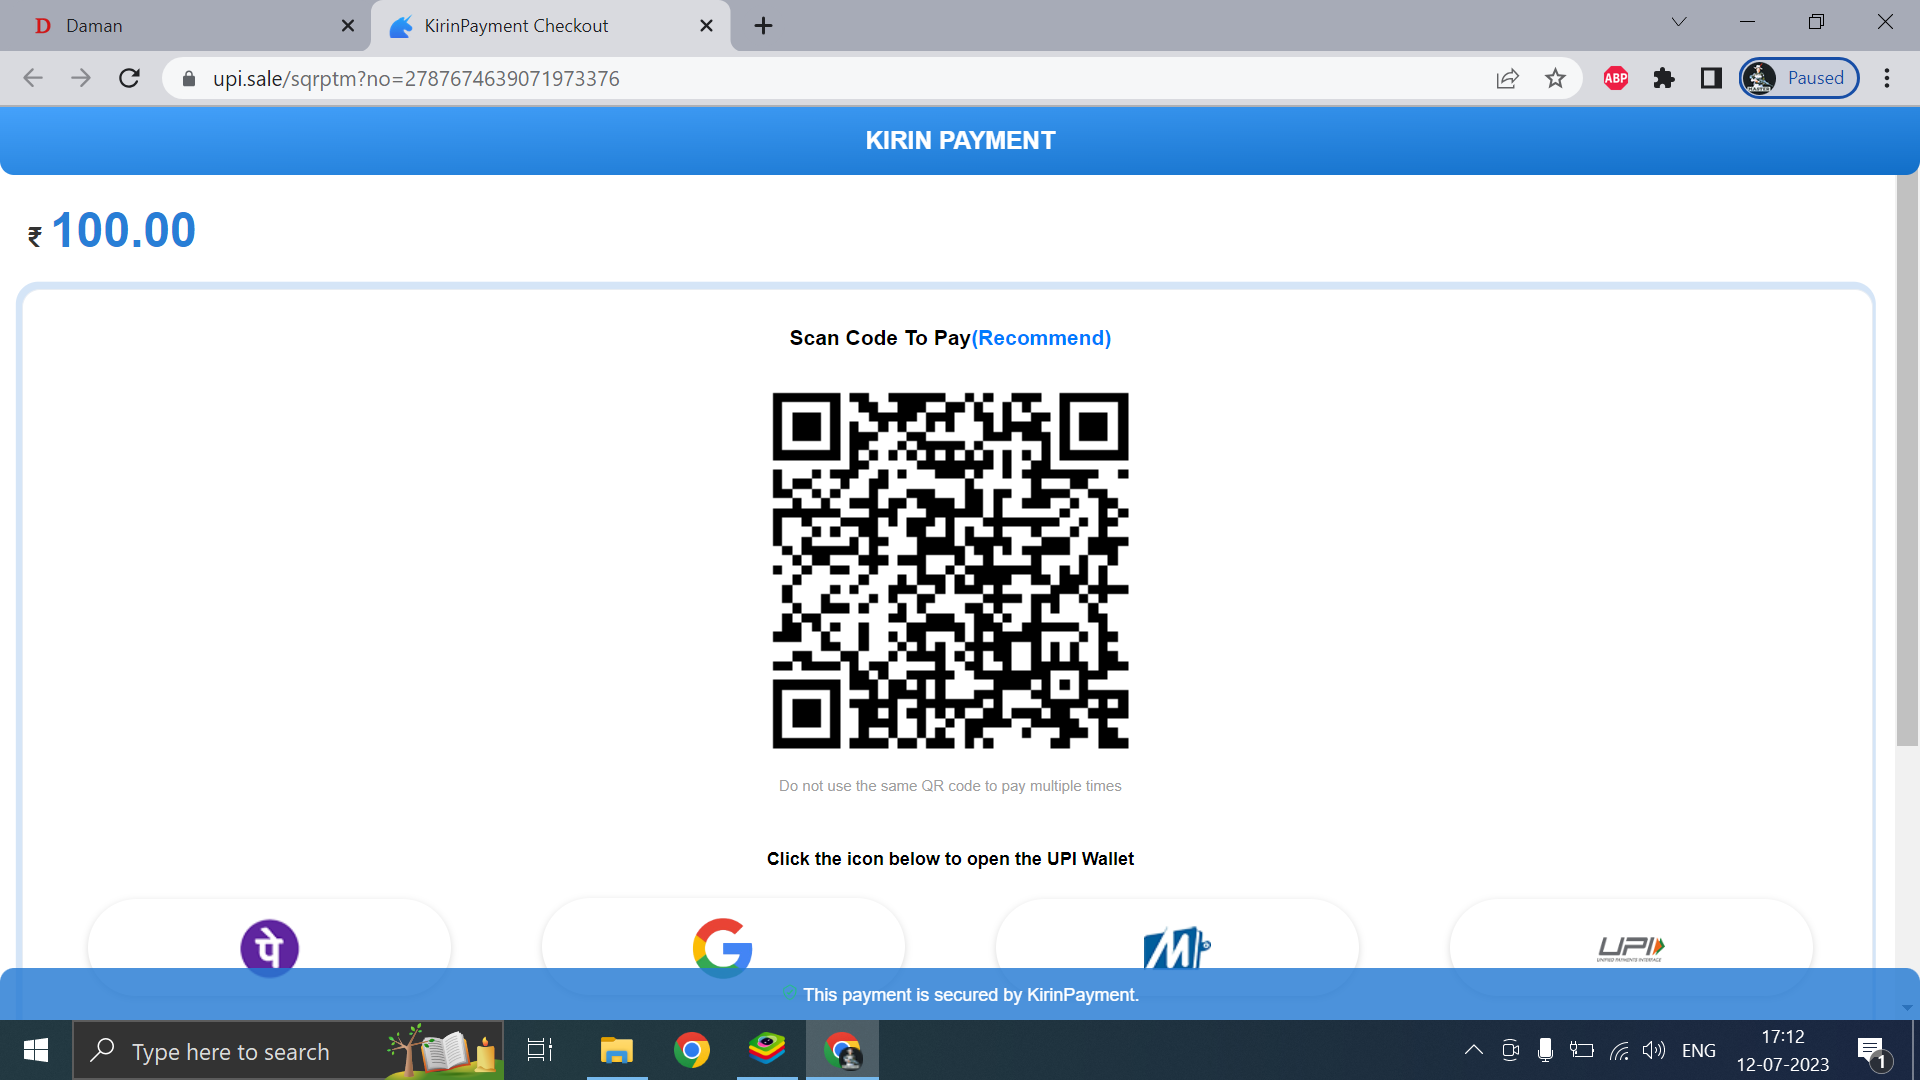 D Daman
KirinPayment Checkout
upi.sale/sqrptm?no=2787674639071973376
ABP
Paused
KIRIN PAYMENT
₹ 100.00
Scan Code To Pay(Recommend)
Do not use the same QR code to pay multiple times
Click the icon below to open the UPI Wallet
पे
G
M
UPI
UNIFIED PAYMENTS INTERFACE
This payment is secured by KirinPayment.
Type here to search
ENG
17:12
12-07-2023
1